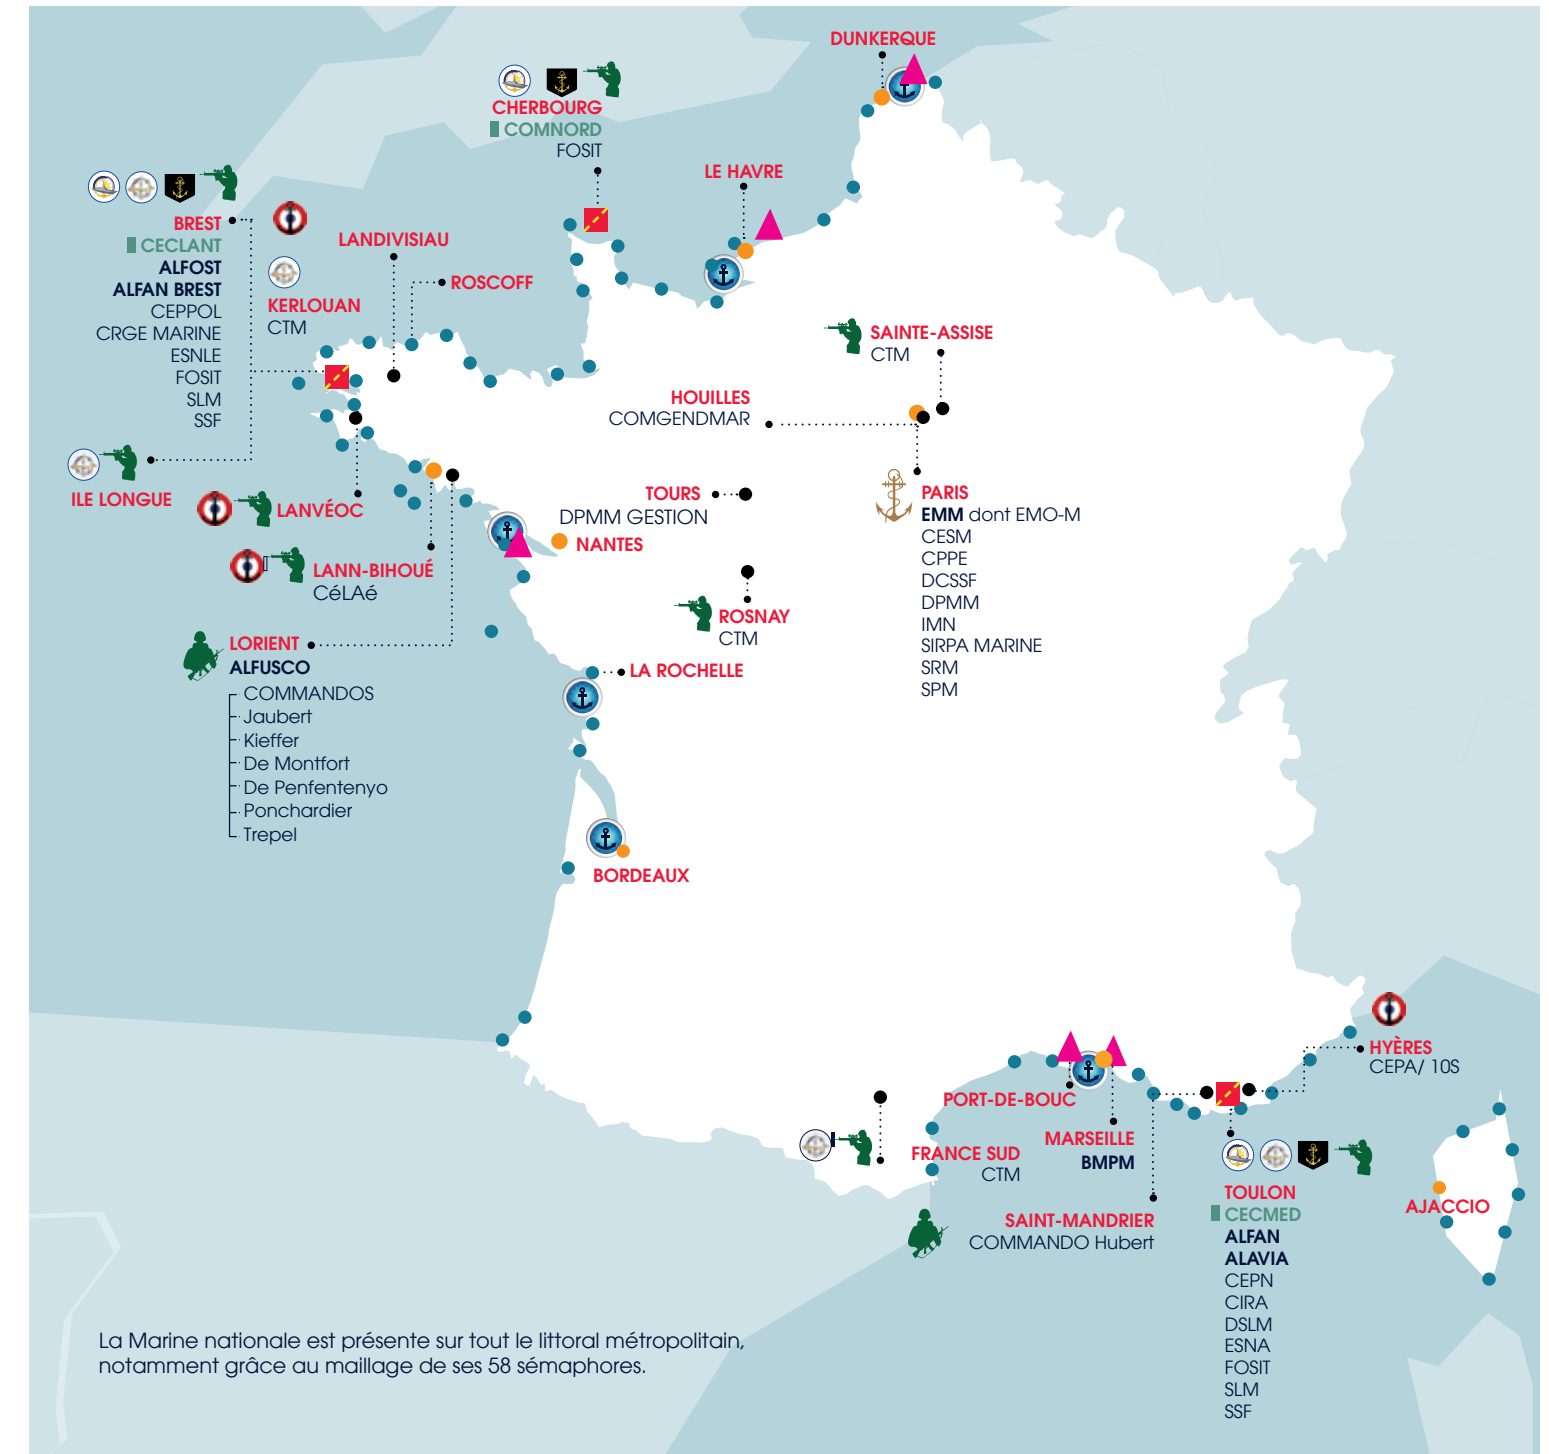 DUNKERQUE
CHERBOURG
COMNORD
FOSIT
LE HAVRE
BREST
CECLANT
ALFOST
ALFAN BREST
CEPPOL
CRGE MARINE
ESNLE
FOSIT
SLM
SSF
LANDIVISIAU
ROSCOFF
KERLOUAN
CTM
SAINTE-ASSISE
CTM
HOUILLES
COMGENDMAR
ILE LONGUE
LANVÉOC
TOURS
DPMM GESTION
NANTES
PARIS
EMM dont EMO-M
CESM
CPPE
DCSSF
DPMM
IMN
SIRPA MARINE
SRM
SPM
LANN-BIHOUÉ
CéLAé
ROSNAY
CTM
LORIENT
ALFUSCO
COMMANDOS
Jaubert
Kieffer
De Montfort
De Penfentenyo
Ponchardier
Trepel
LA ROCHELLE
BORDEAUX
HYÈRES
CEPA/ 10S
PORT-DE-BOUC
MARSEILLE
BMPM
FRANCE SUD
CTM
SAINT-MANDRIER
COMMANDO Hubert
TOULON
CECMED
ALFAN
ALAVIA
CEPN
CIRA
DSLM
ESNA
FOSIT
SLM
SSF
AJACCIO
La Marine nationale est présente sur tout le littoral métropolitain,
notamment grâce au maillage de ses 58 sémaphores.